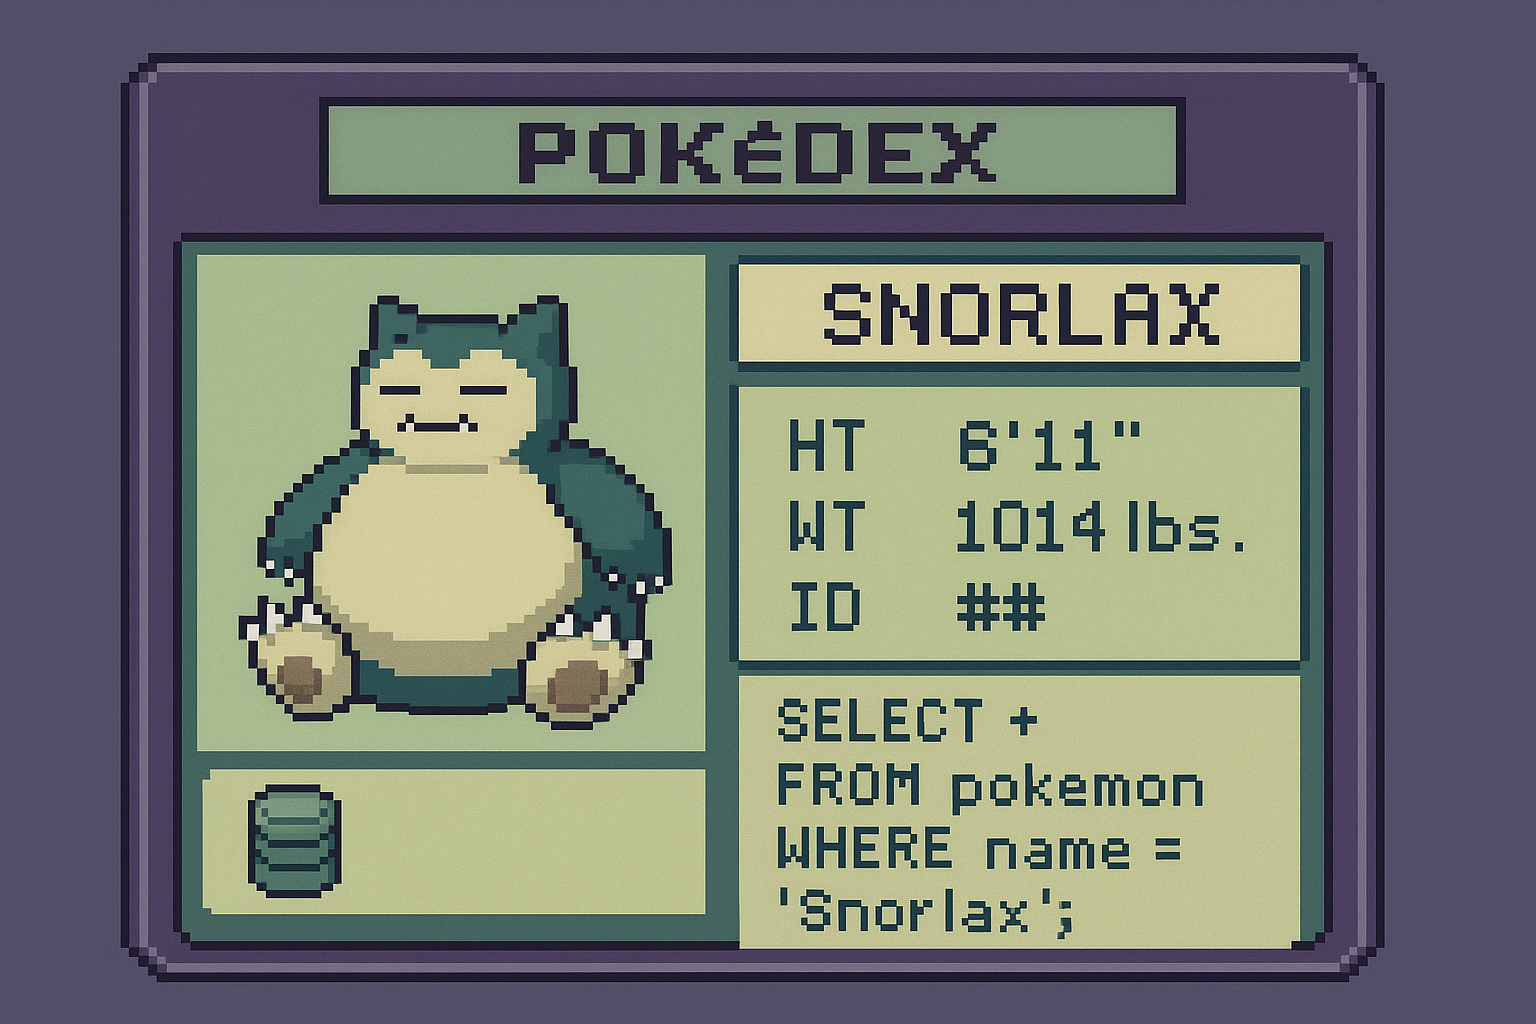 POKéDEX
SNORLAX
HT 6'11"
WT 1014 lbs.
ID ##
SELECT +
FROM pokemon
WHERE name =
'Snorlax';